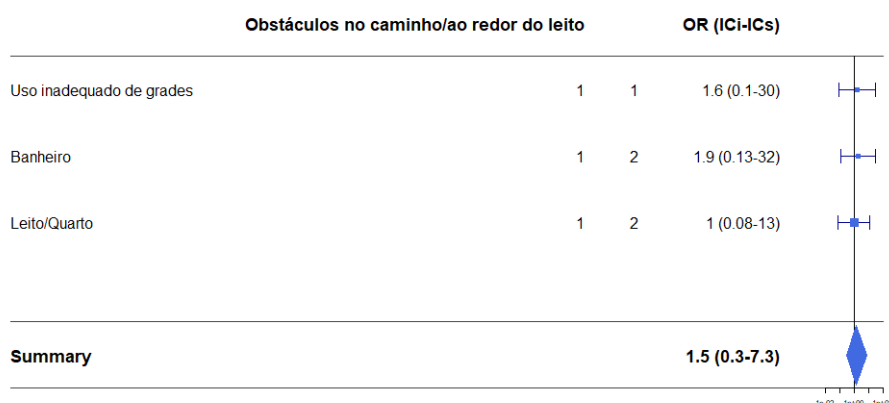 Obstáculos no caminho/ao redor do leito OR (ICi-ICs)
Uso inadequado de grades 1 1 1.6 (0.1-30)
Banheiro 1 2 1.9 (0.13-32)
Leito/Quarto 1 2 1 (0.08-13)
Summary 1.5 (0.3-7.3)